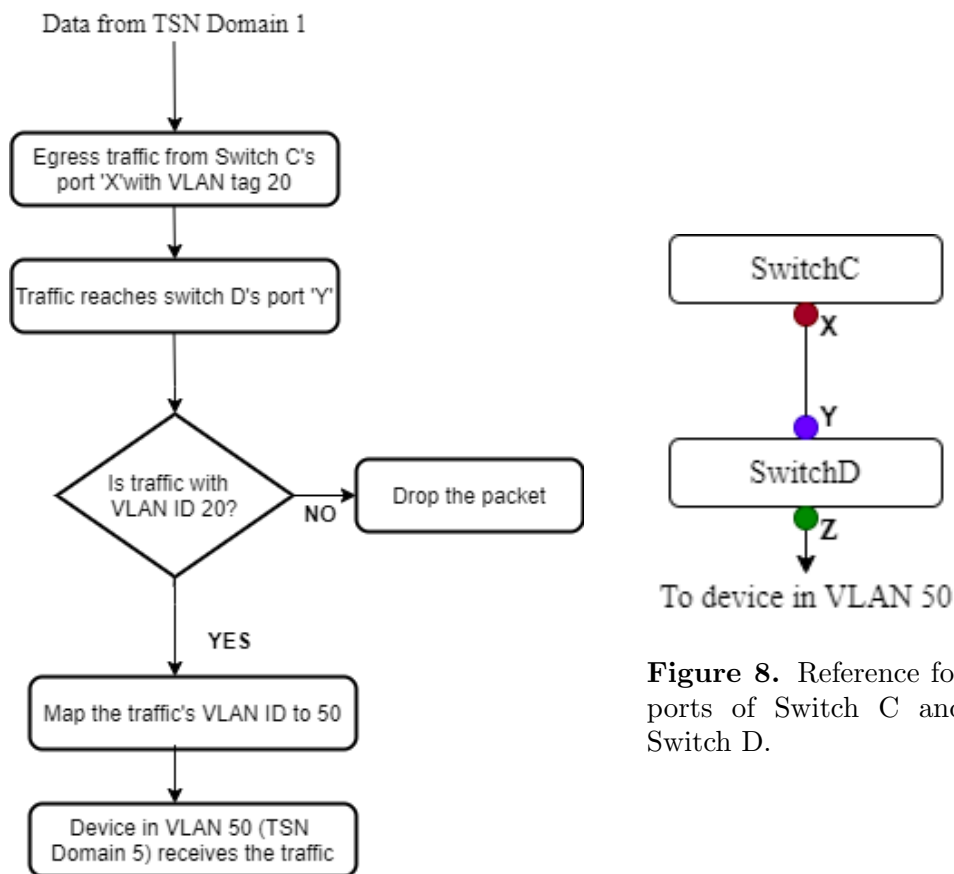 Data from TSN Domain 1
Egress traffic from Switch C's
port 'X'with VLAN tag 20
Traffic reaches switch D's port 'Y'
Is traffic with
VLAN ID 20?
NO
Drop the packet
YES
Map the traffic's VLAN ID to 50
Device in VLAN 50 (TSN
Domain 5) receives the traffic
SwitchC
X
Y
SwitchD
Z
To device in VLAN 50
Figure 8. Reference fo
ports of Switch C an
Switch D.